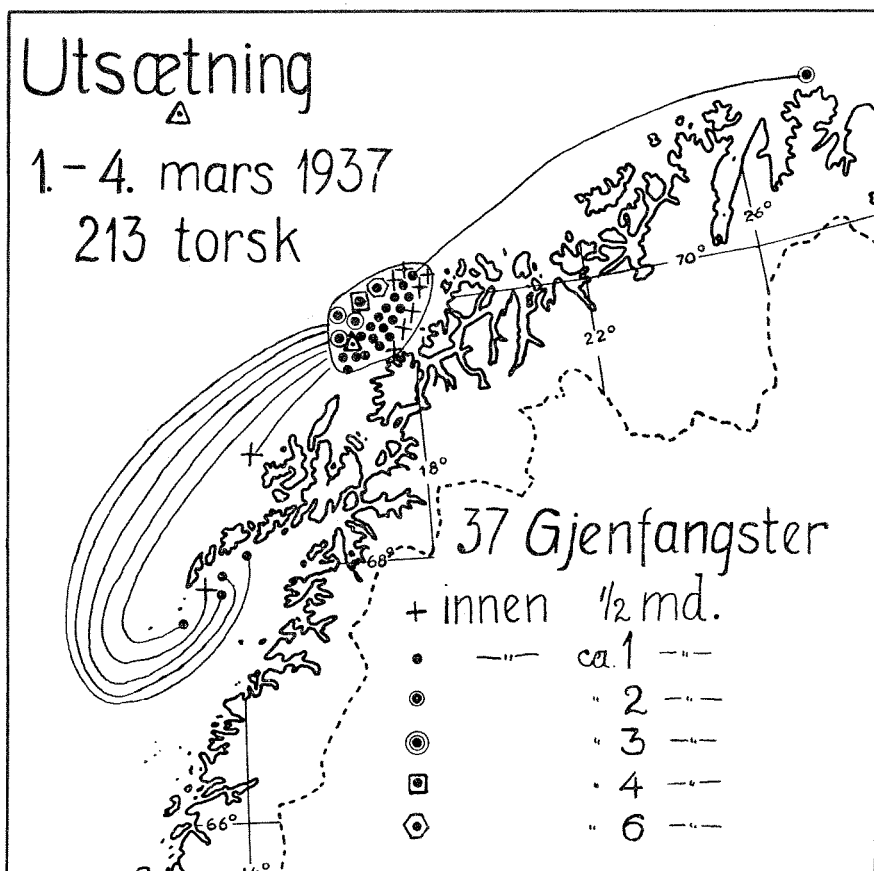 Utsætning
1.-4. mars 1937
213 torsk
26°
70°
22°
18°
68°
37 Gjenfangster
+ innen 1/2 md.
—"— ca. 1 —"—
" 2 —"—
" 3 —"—
" 4 —"—
" 6 —"—
66°